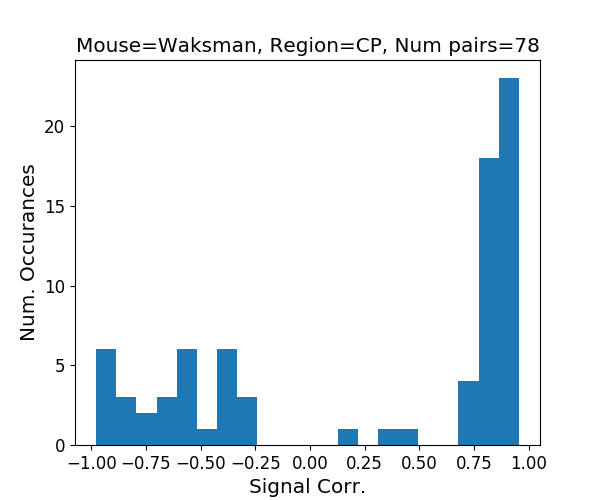 Mouse=Waksman, Region=CP, Num pairs=78
Num. Occurances
20
15
10
5
0
−1.00 −0.75 −0.50 −0.25 0.00 0.25 0.50 0.75 1.00
Signal Corr.